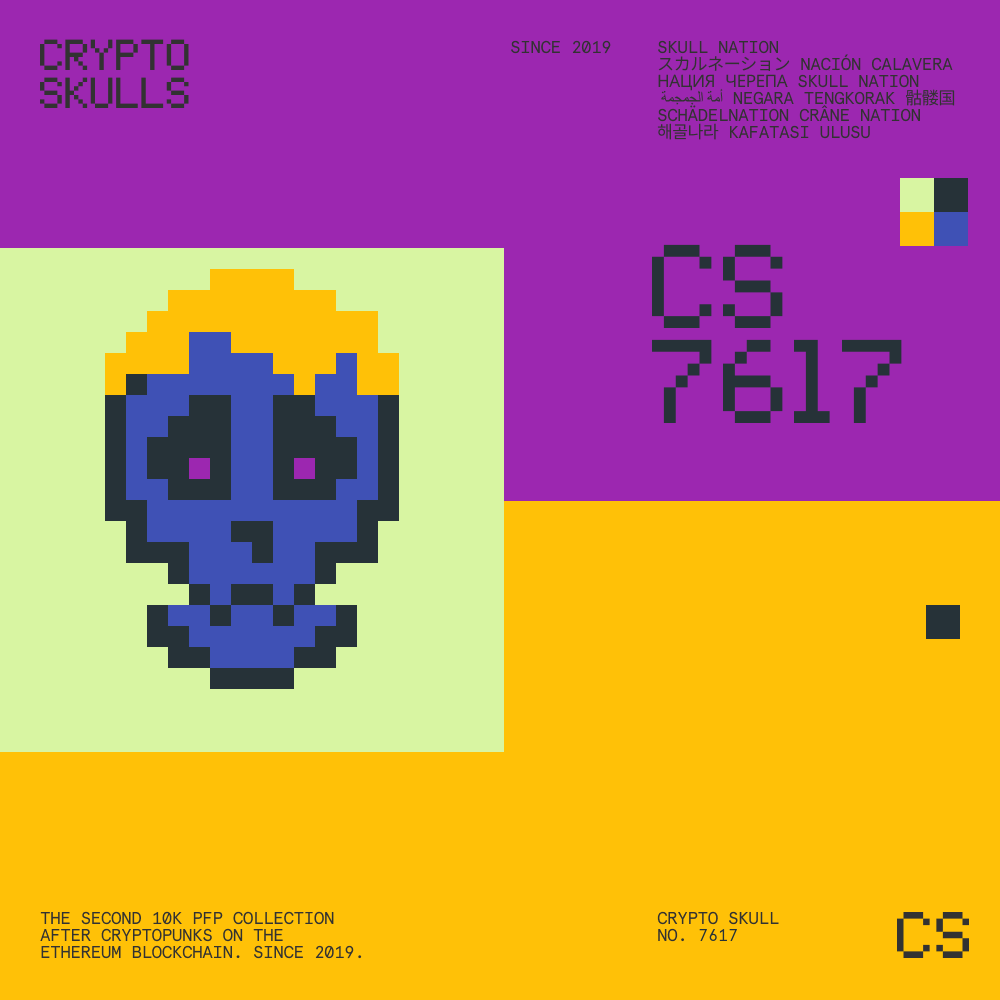 CRYPTO
SKULLS
SINCE 2019
SKULL NATION
スカルネーション NACIÓN CALAVERA
НАЦИЯ ЧЕРЕПА SKULL NATION
أمة الجمجمة NEGARA TENGKORAK 骷髅国
SCHÄDELNATION CRÂNE NATION
해골나라 KAFATASI ULUSU
CS
7617
THE SECOND 10K PFP COLLECTION
AFTER CRYPTOPUNKS ON THE
ETHEREUM BLOCKCHAIN. SINCE 2019.
CRYPTO SKULL
NO. 7617
CS